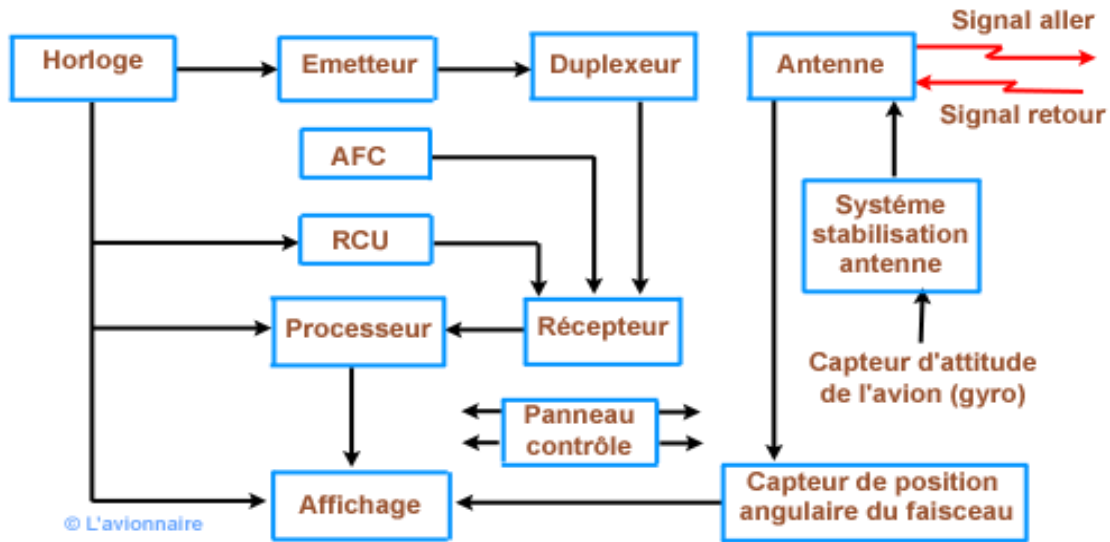 Signal aller
Horloge
Emetteur
Duplexeur
Antenne
Signal retour
AFC
Systéme
stabilisation
antenne
RCU
Processeur
Récepteur
Capteur d'attitude
de l'avion (gyro)
Panneau
contrôle
Affichage
Capteur de position
angulaire du faisceau
© L'avionnaire